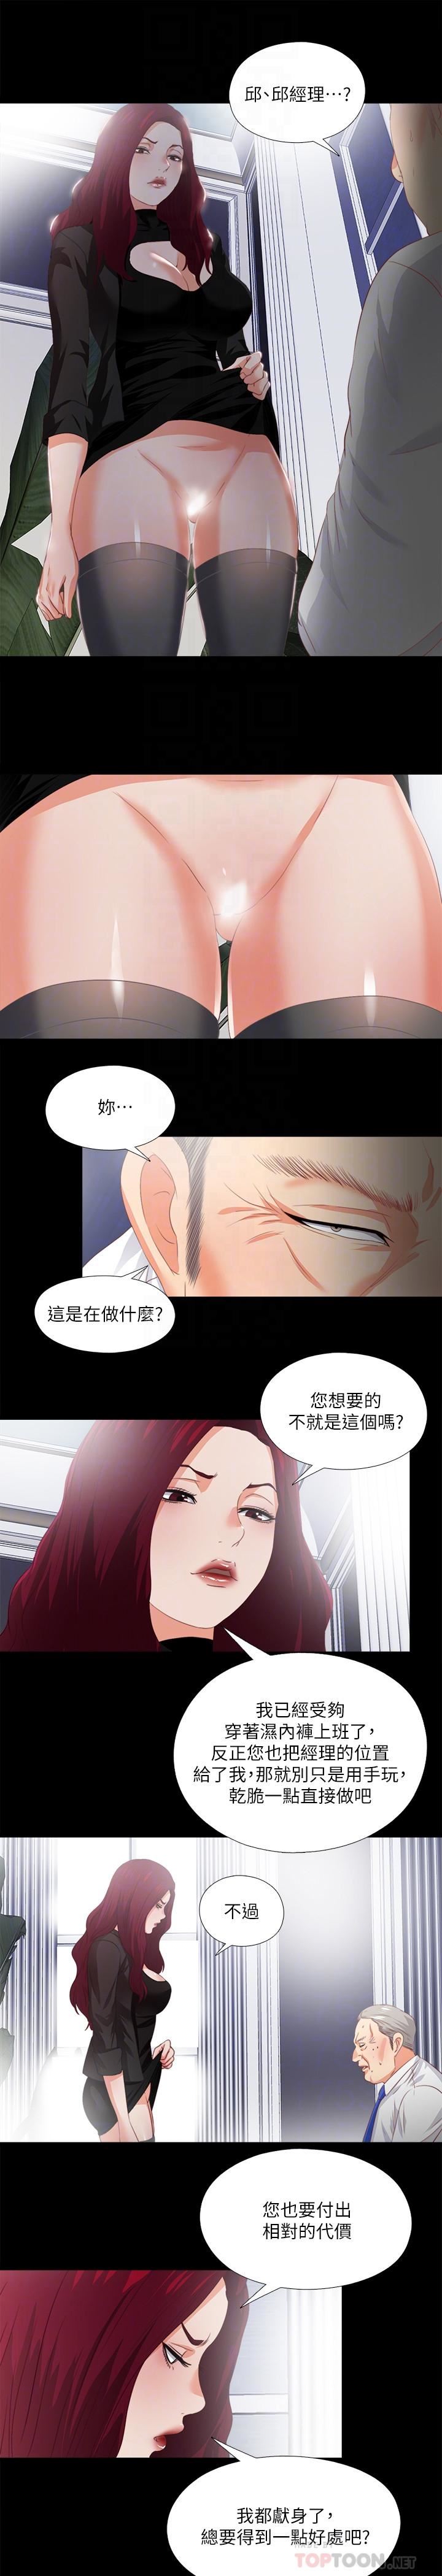 邱、邱經理…?
妳…
這是在做什麼?
您想要的
不就是這個嗎?
我已經受夠
穿著濕內褲上班了,
反正您也把經理的位置
給了我,那就別只是用手玩,
乾脆一點直接做吧
不過
您也要付出
相對的代價
我都獻身了,
總要得到一點好處吧?
TOPTOON.NET